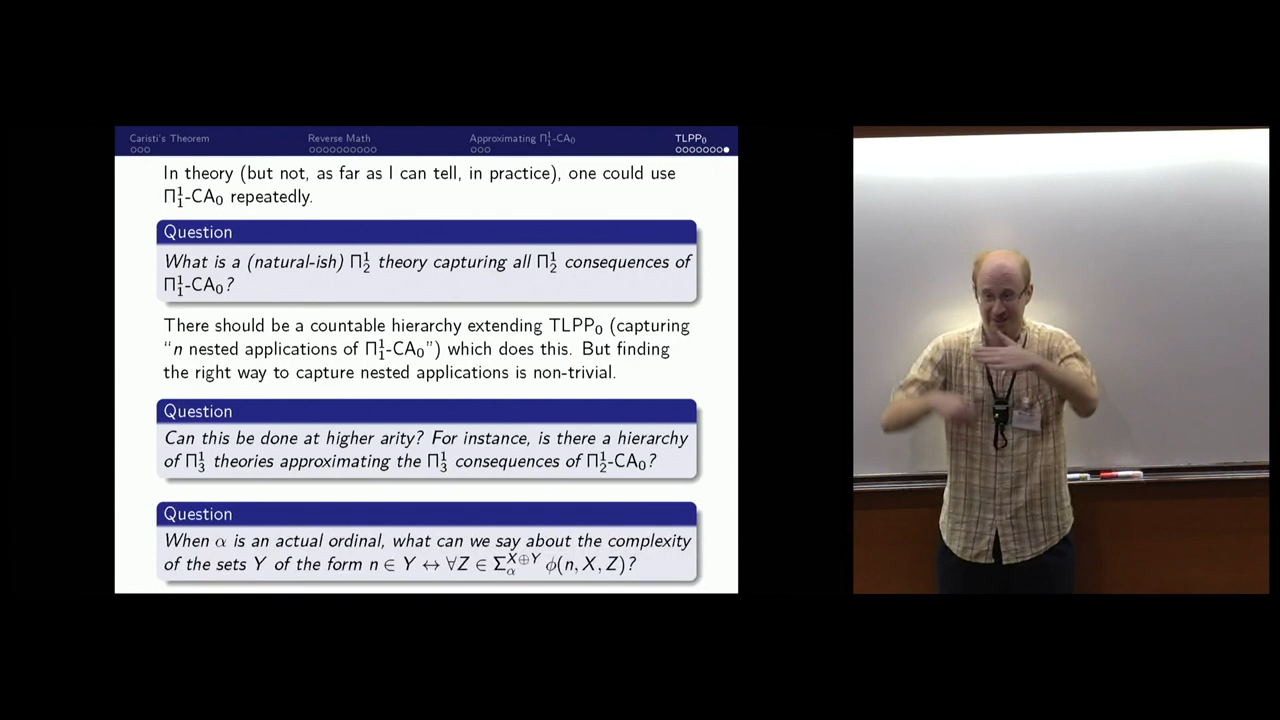 Caristi's Theorem Reverse Math Approximating Π¹₁-CA₀ TLPP₀
In theory (but not, as far as I can tell, in practice), one could use
Π¹₁-CA₀ repeatedly.
Question
What is a (natural-ish) Π¹₂ theory capturing all Π¹₂ consequences of
Π¹₁-CA₀?
There should be a countable hierarchy extending TLPP₀ (capturing
“n nested applications of Π¹₁-CA₀”) which does this. But finding
the right way to capture nested applications is non-trivial.
Question
Can this be done at higher arity? For instance, is there a hierarchy
of Π¹₃ theories approximating the Π¹₃ consequences of Π¹₂-CA₀?
Question
When α is an actual ordinal, what can we say about the complexity
of the sets Y of the form n ∈ Y ↔ ∀Z ∈ Σ_α^{X⊕Y} ϕ(n, X, Z)?